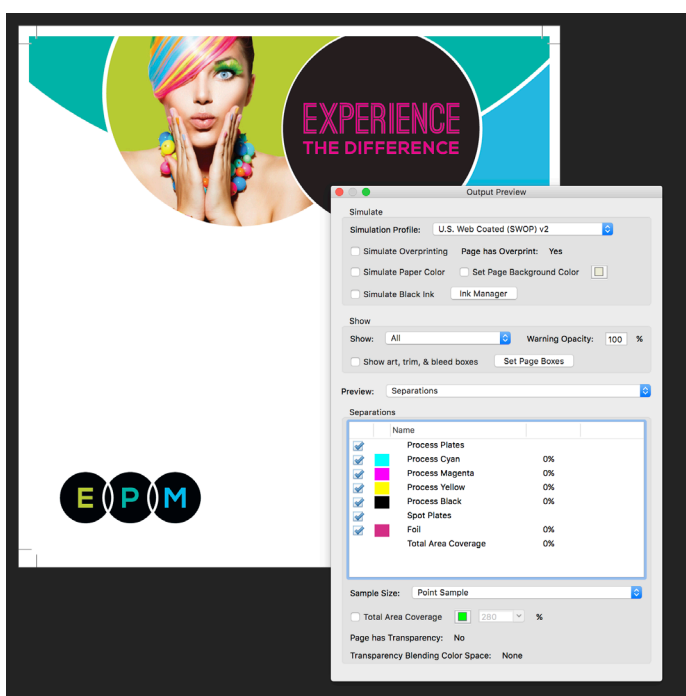 EXPERIENCE
THE DIFFERENCE
EPM
Output Preview
Simulate
Simulation Profile: U.S. Web Coated (SWOP) v2
Simulate Overprinting Page has Overprint: Yes
Simulate Paper Color Set Page Background Color
Simulate Black Ink Ink Manager
Show
Show: All Warning Opacity: 100 %
Show art, trim, & bleed boxes Set Page Boxes
Preview: Separations
Separations
Name
Process Plates
Process Cyan 0%
Process Magenta 0%
Process Yellow 0%
Process Black 0%
Spot Plates
Foil 0%
Total Area Coverage 0%
Sample Size: Point Sample
Total Area Coverage 280 %
Page has Transparency: No
Transparency Blending Color Space: None